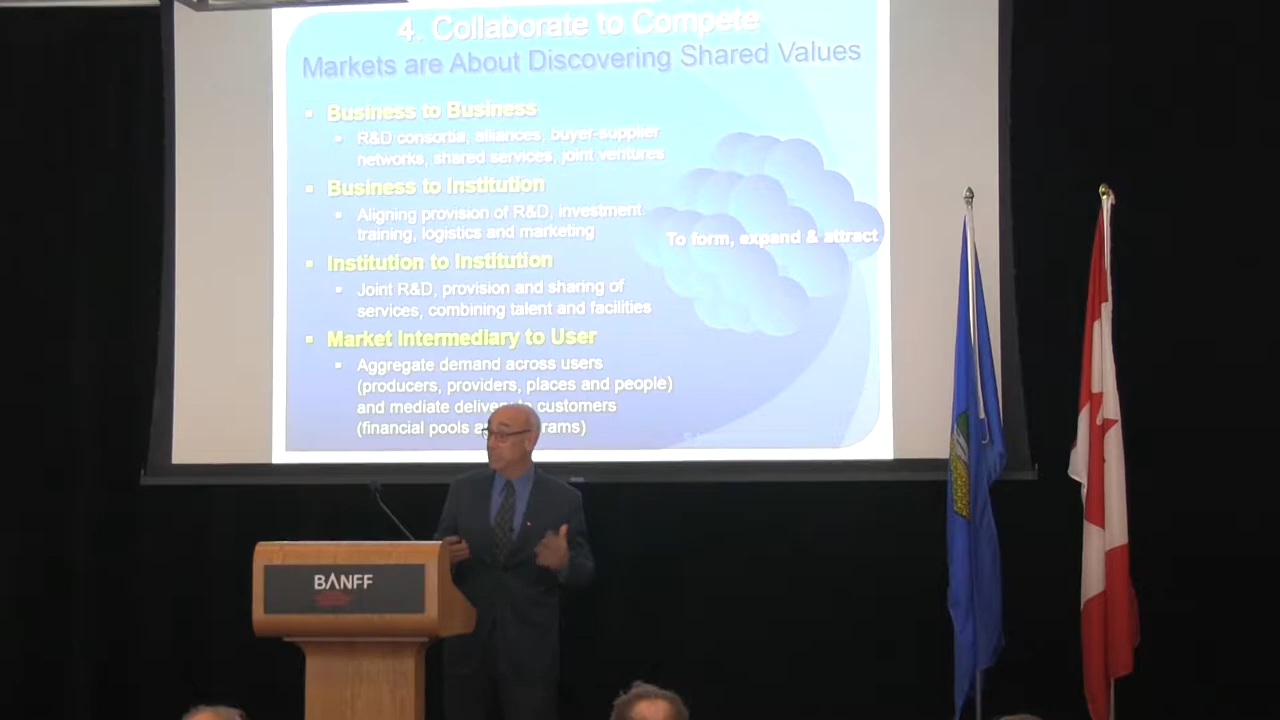 4. Collaborate to Compete
Markets are About Discovering Shared Values
Business to Business
R&D consortia, alliances, buyer-supplier
networks, shared services, joint ventures
Business to Institution
Aligning provision of R&D, investment
training, logistics and marketing
Institution to Institution
Joint R&D, provision and sharing of
services, combining talent and facilities
Market Intermediary to User
Aggregate demand across users
(producers, providers, places and people)
and mediate customers
(financial pools
To form, expand & attract
BANFF